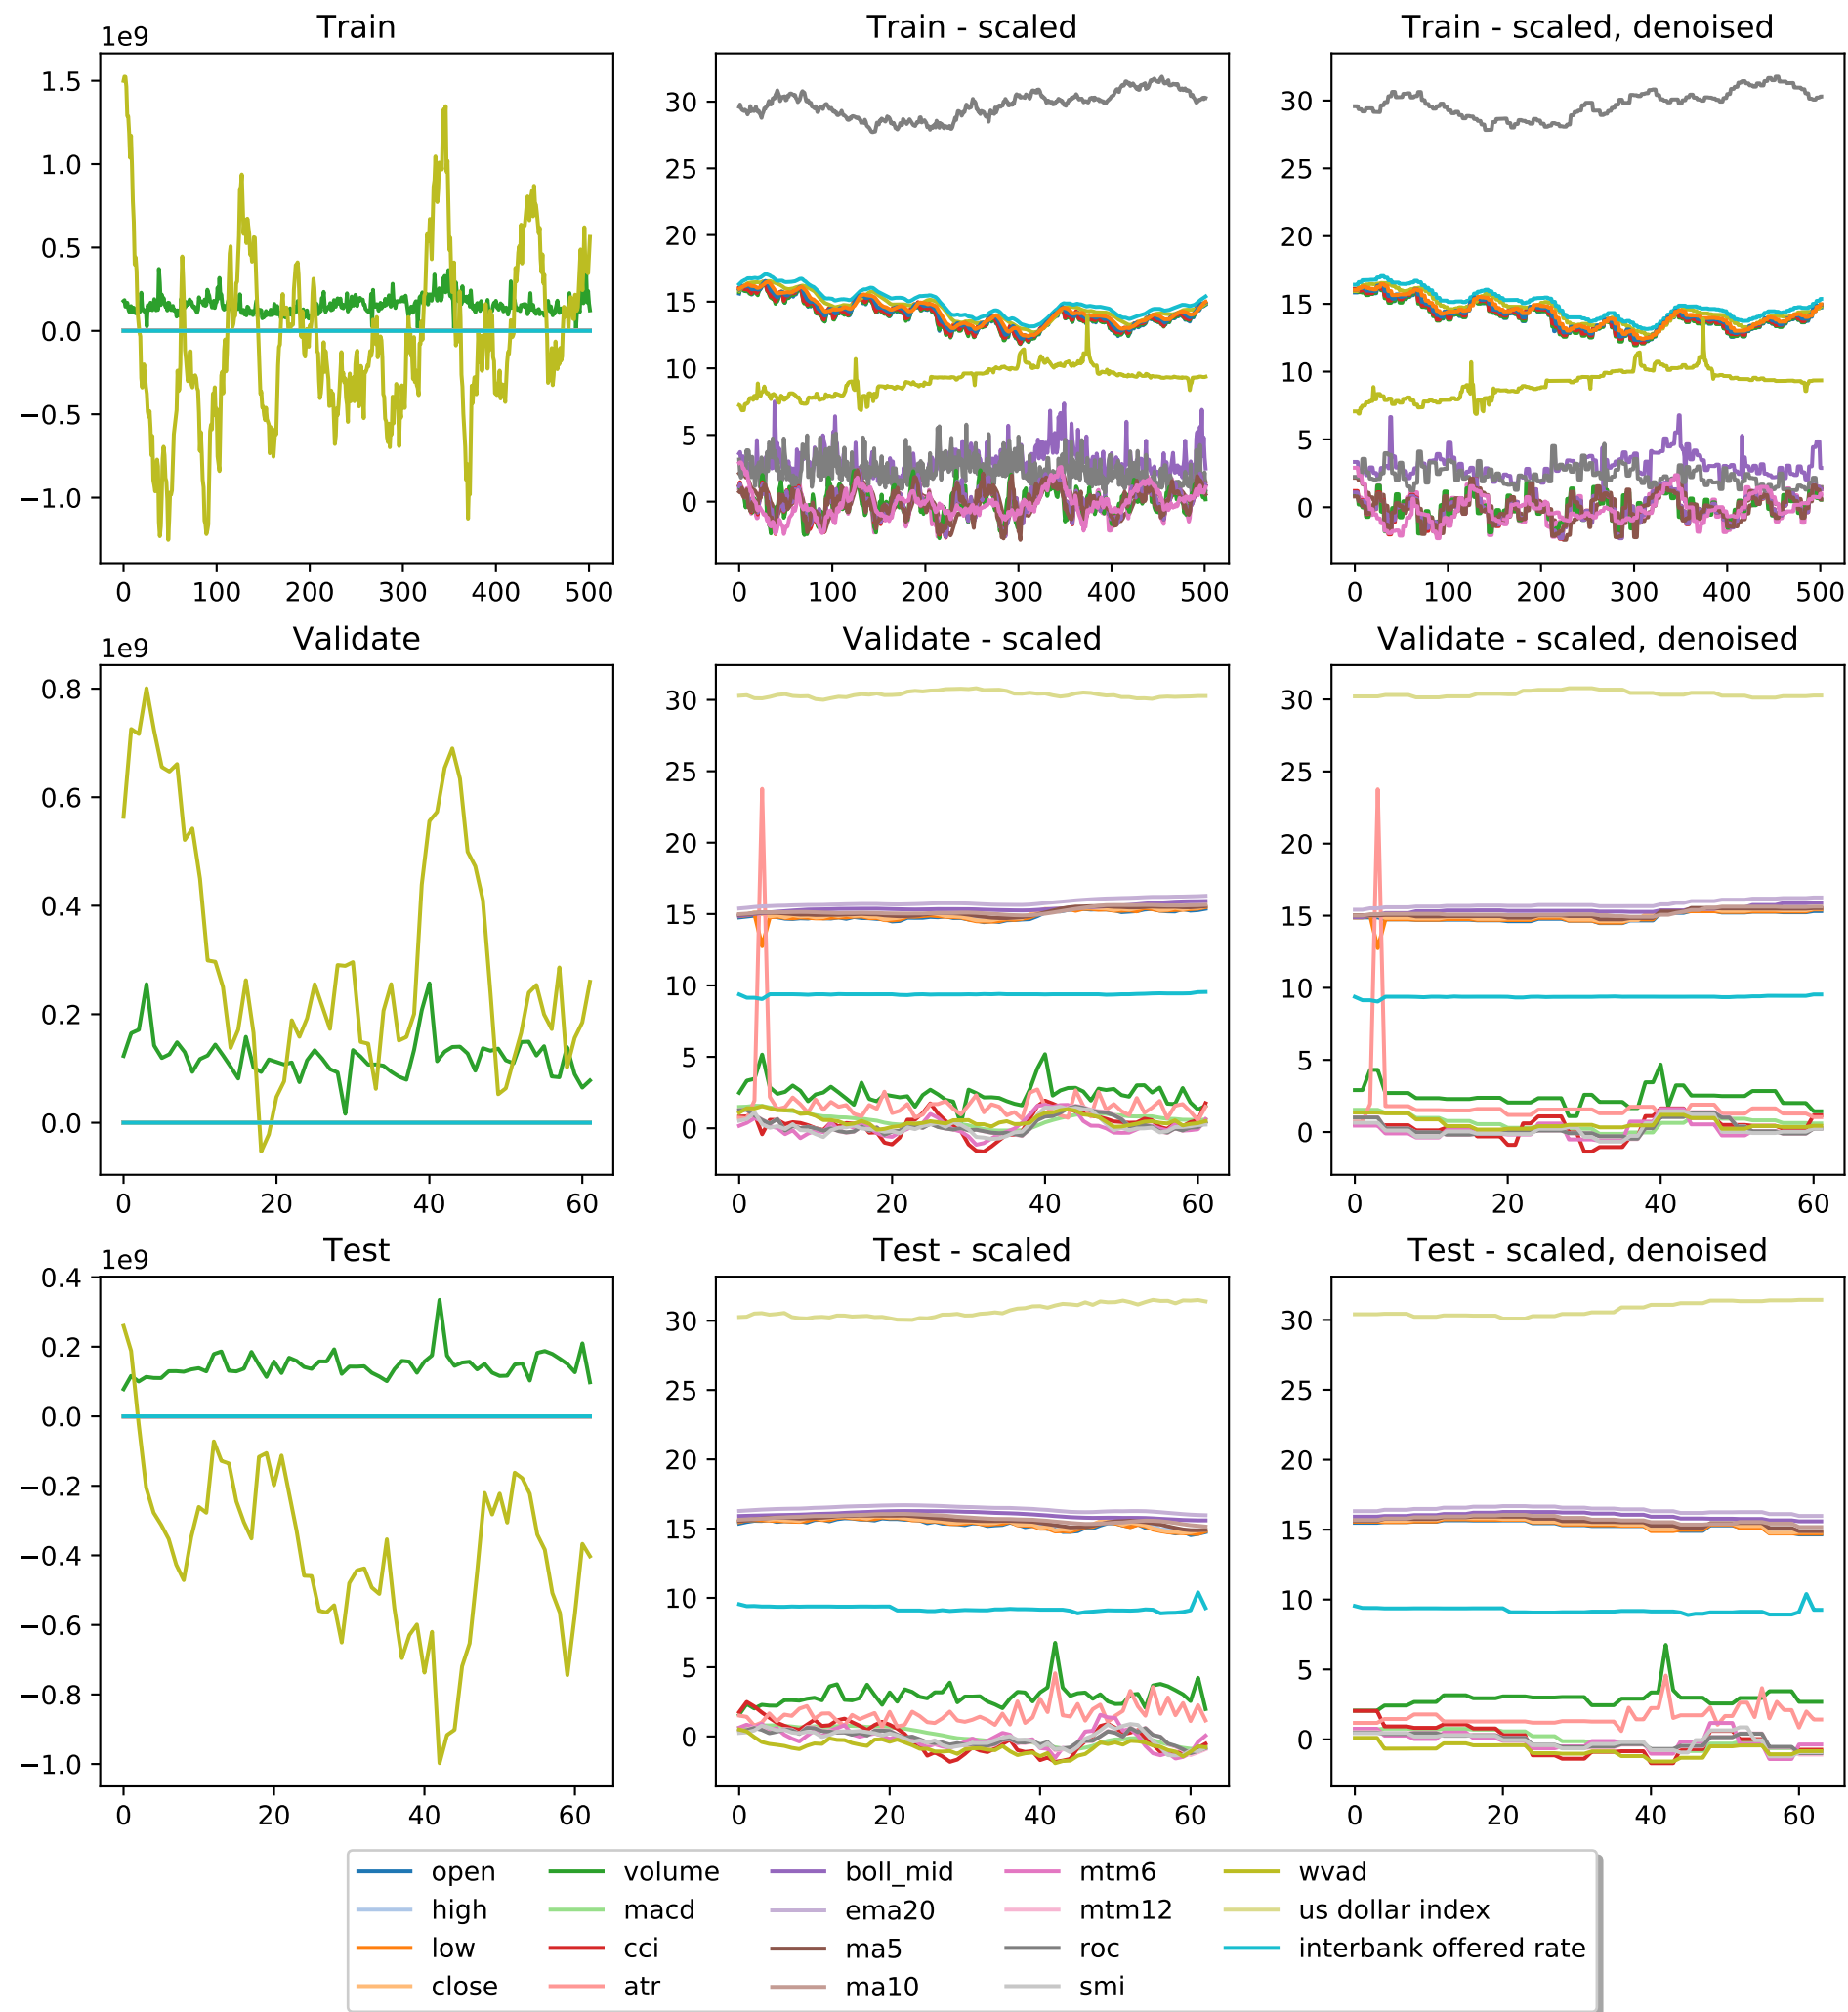 Train
Train - scaled
Train - scaled, denoised
1e9
1.5
1.0
0.5
0.0
−0.5
−1.0
0 100 200 300 400 500
30
25
20
15
10
5
0
0 100 200 300 400 500
30
25
20
15
10
5
0
0 100 200 300 400 500
Validate
Validate - scaled
Validate - scaled, denoised
1e9
0.8
0.6
0.4
0.2
0.0
0 20 40 60
30
25
20
15
10
5
0
0 20 40 60
30
25
20
15
10
5
0
0 20 40 60
Test
Test - scaled
Test - scaled, denoised
1e9
0.4
0.2
0.0
−0.2
−0.4
−0.6
−0.8
−1.0
0 20 40 60
30
25
20
15
10
5
0
0 20 40 60
30
25
20
15
10
5
0
0 20 40 60
open volume boll_mid mtm6 wvad
high macd ema20 mtm12 us dollar index
low cci ma5 roc interbank offered rate
close atr ma10 smi